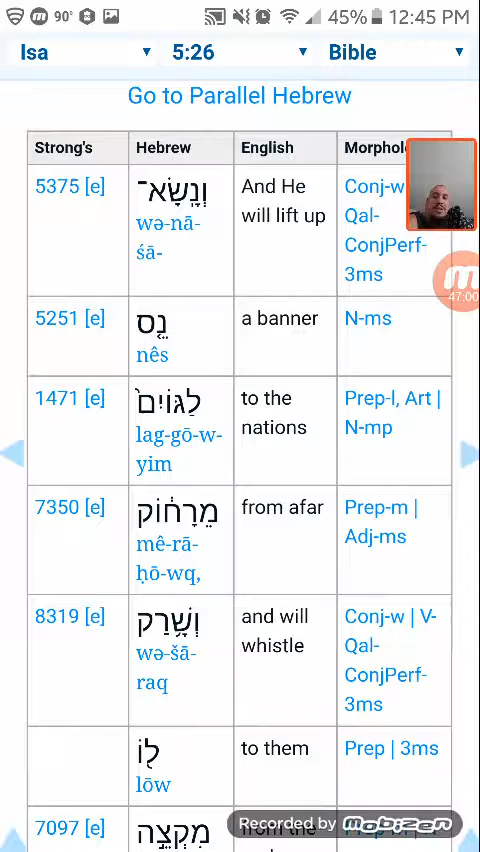 90° 45% 12:45 PM
Isa 5:26 Bible
Go to Parallel Hebrew
Strong's Hebrew English
5375 [e] וְנָֽשָׂא־ And He Conj-w
wə-nā- will lift up Qal-
śā- ConjPerf-
3ms
5251 [e] נֵ֤ס a banner N-ms
nês
1471 [e] לַגּוֹיִם֙ to the Prep-l, Art |
lag-gō-w- nations N-mp
yim
7350 [e] מֵרָח֔וֹק from afar Prep-m |
mê-rā- Adj-ms
ḥō-wq,
8319 [e] וְשָׁ֥רַק and will Conj-w | V-
wə-šā- whistle Qal-
raq ConjPerf-
3ms
ל֖וֹ to them Prep | 3ms
lōw
7097 [e] מִקְצֵ֣ה from the
47:00
Recorded by Mobizen